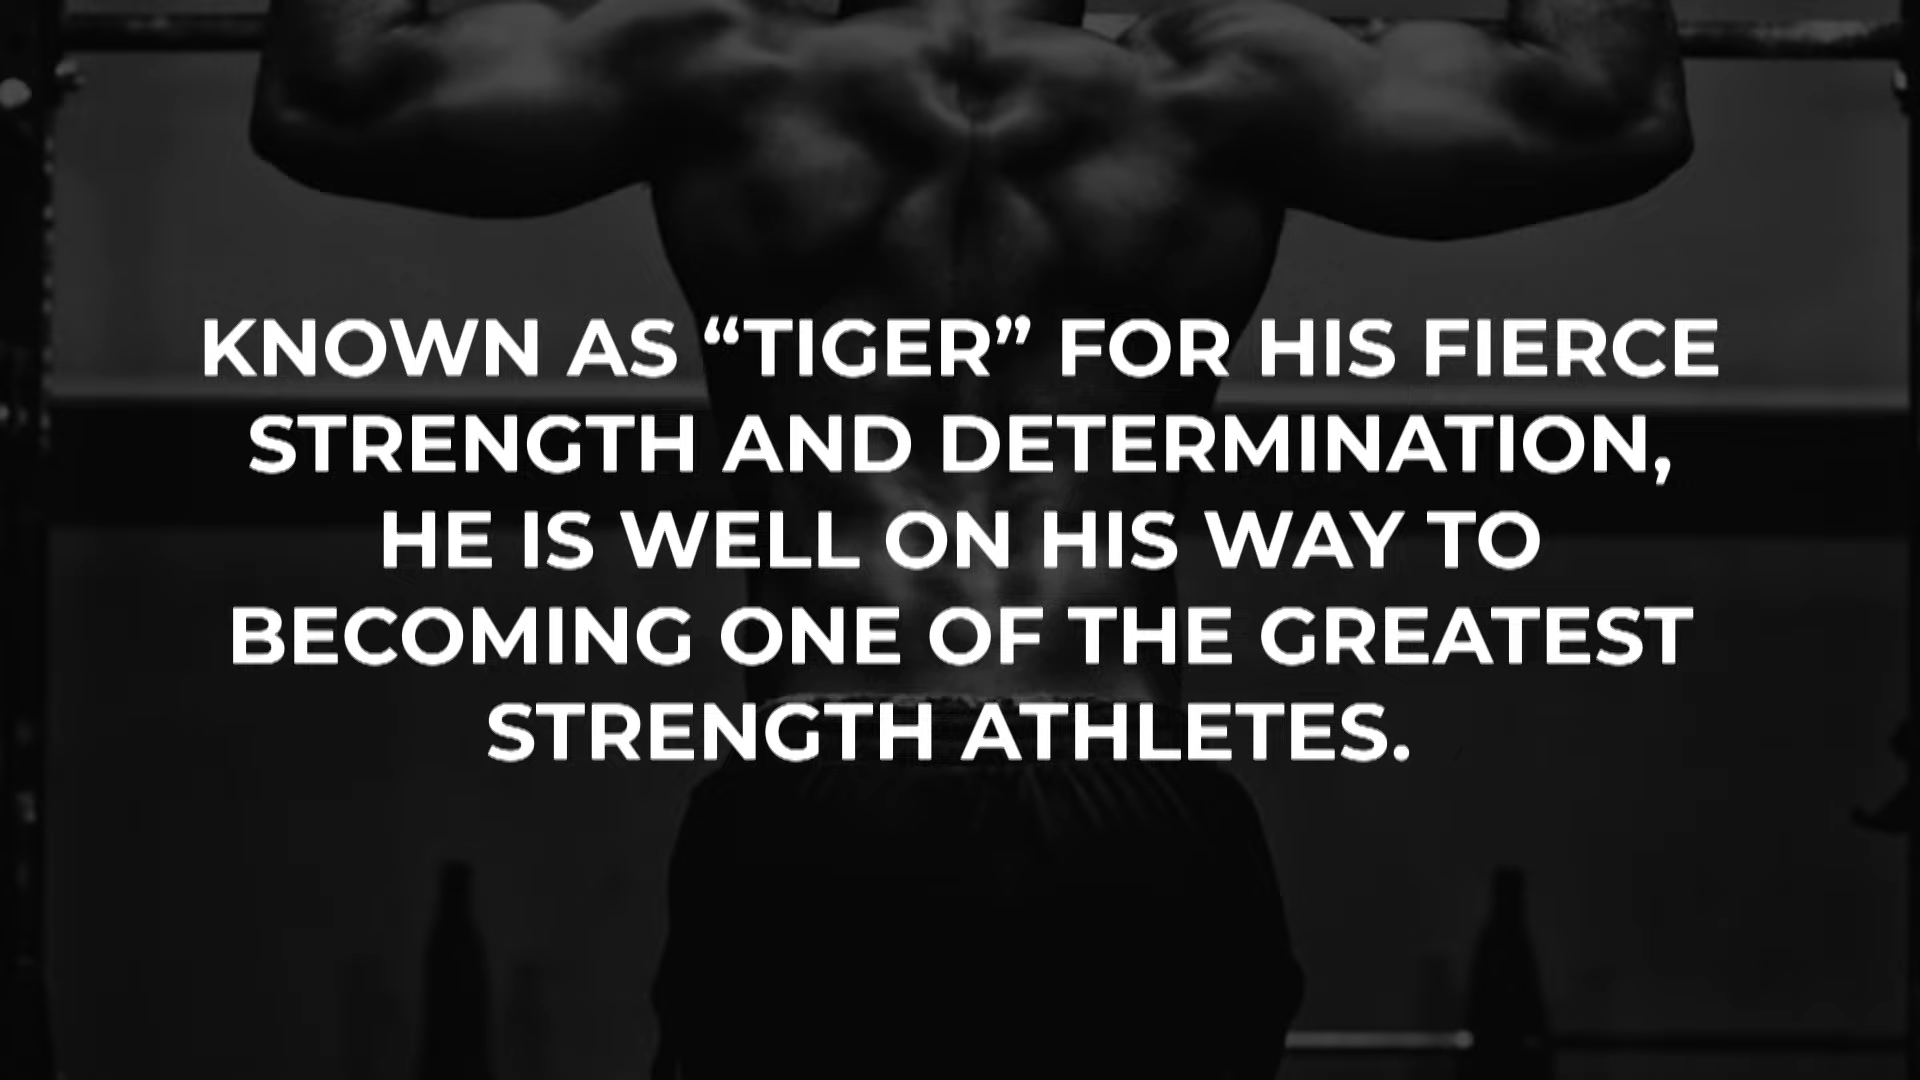 KNOWN AS “TIGER” FOR HIS FIERCE
STRENGTH AND DETERMINATION,
HE IS WELL ON HIS WAY TO
BECOMING ONE OF THE GREATEST
STRENGTH ATHLETES.